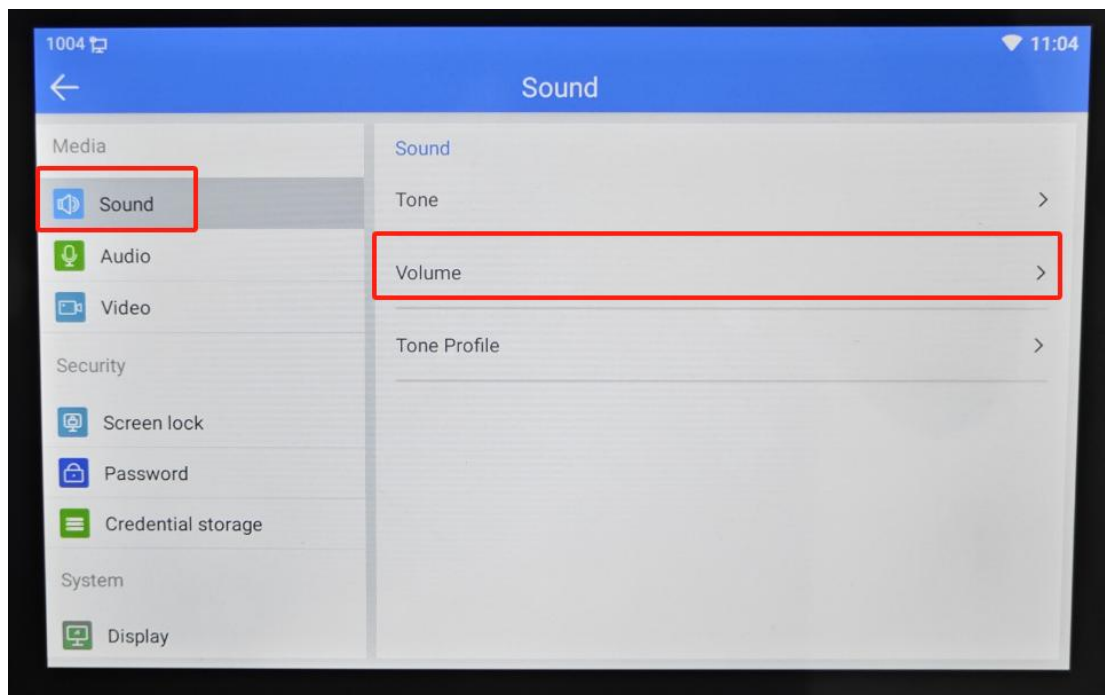 1004
11:04
Sound
Media
Sound
Audio
Video
Security
Screen lock
Password
Credential storage
System
Display
Sound
Tone
Volume
Tone Profile